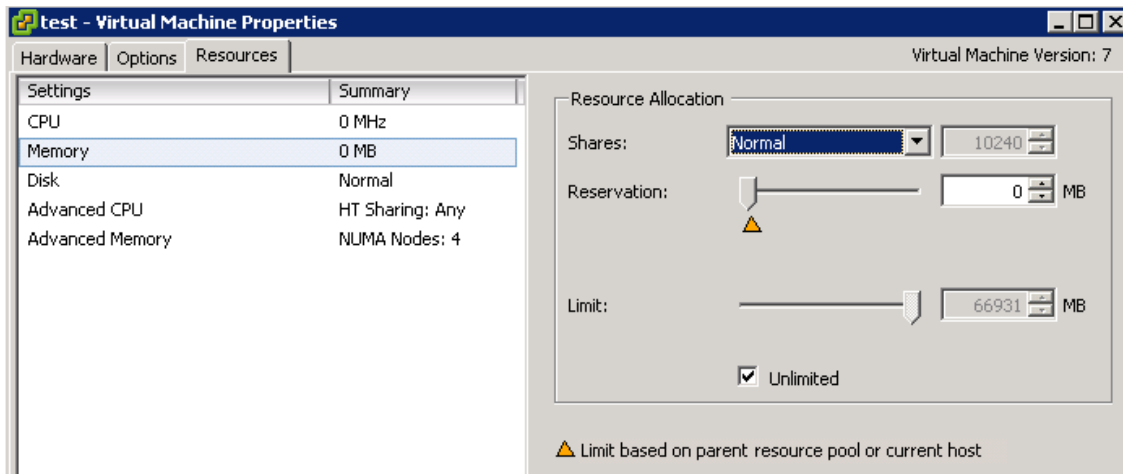 test - Virtual Machine Properties
Hardware Options Resources Virtual Machine Version: 7
Settings Summary
CPU 0 MHz
Memory 0 MB
Disk Normal
Advanced CPU HT Sharing: Any
Advanced Memory NUMA Nodes: 4
Resource Allocation
Shares: Normal 10240
Reservation: 0 MB
Limit: 66931 MB
Unlimited
Limit based on parent resource pool or current host